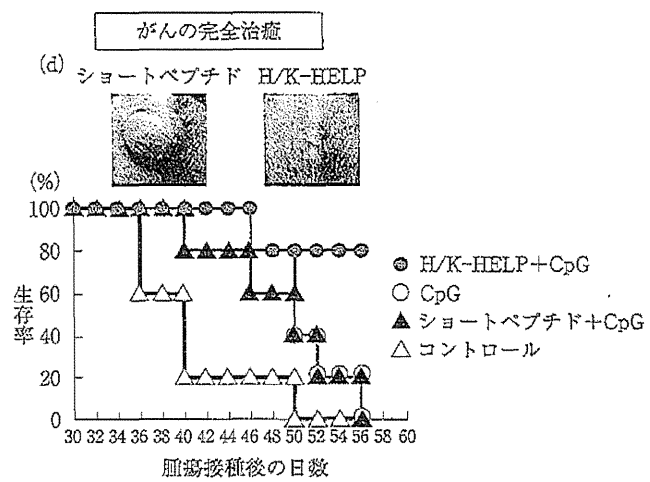 がんの完全治癒
(d)
ショートペプチド H/K-HELP
(%)
100
80
60
40
20
0
生存率
30 32 34 36 38 40 42 44 46 48 50 52 54 56 58 60
腫瘍接種後の日数
H/K-HELP+CpG
CpG
ショートペプチド+CpG
コントロール